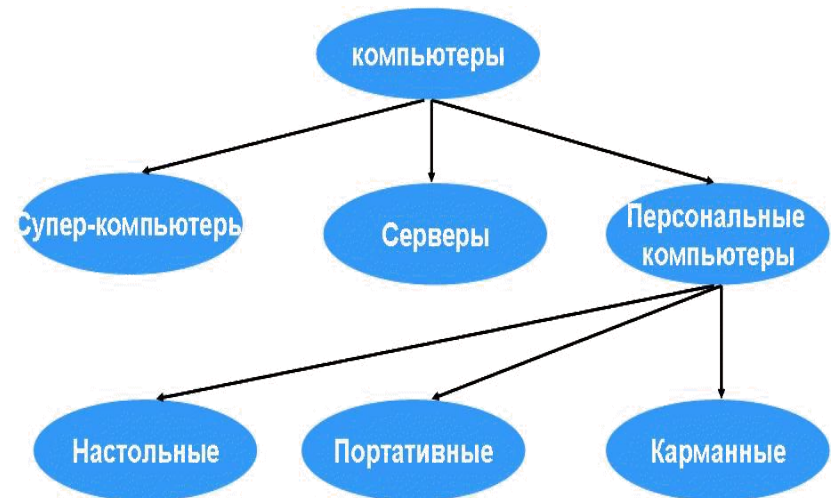 компьютеры
Супер-компьютеры
Серверы
Персональные
компьютеры
Настольные
Портативные
Карманные